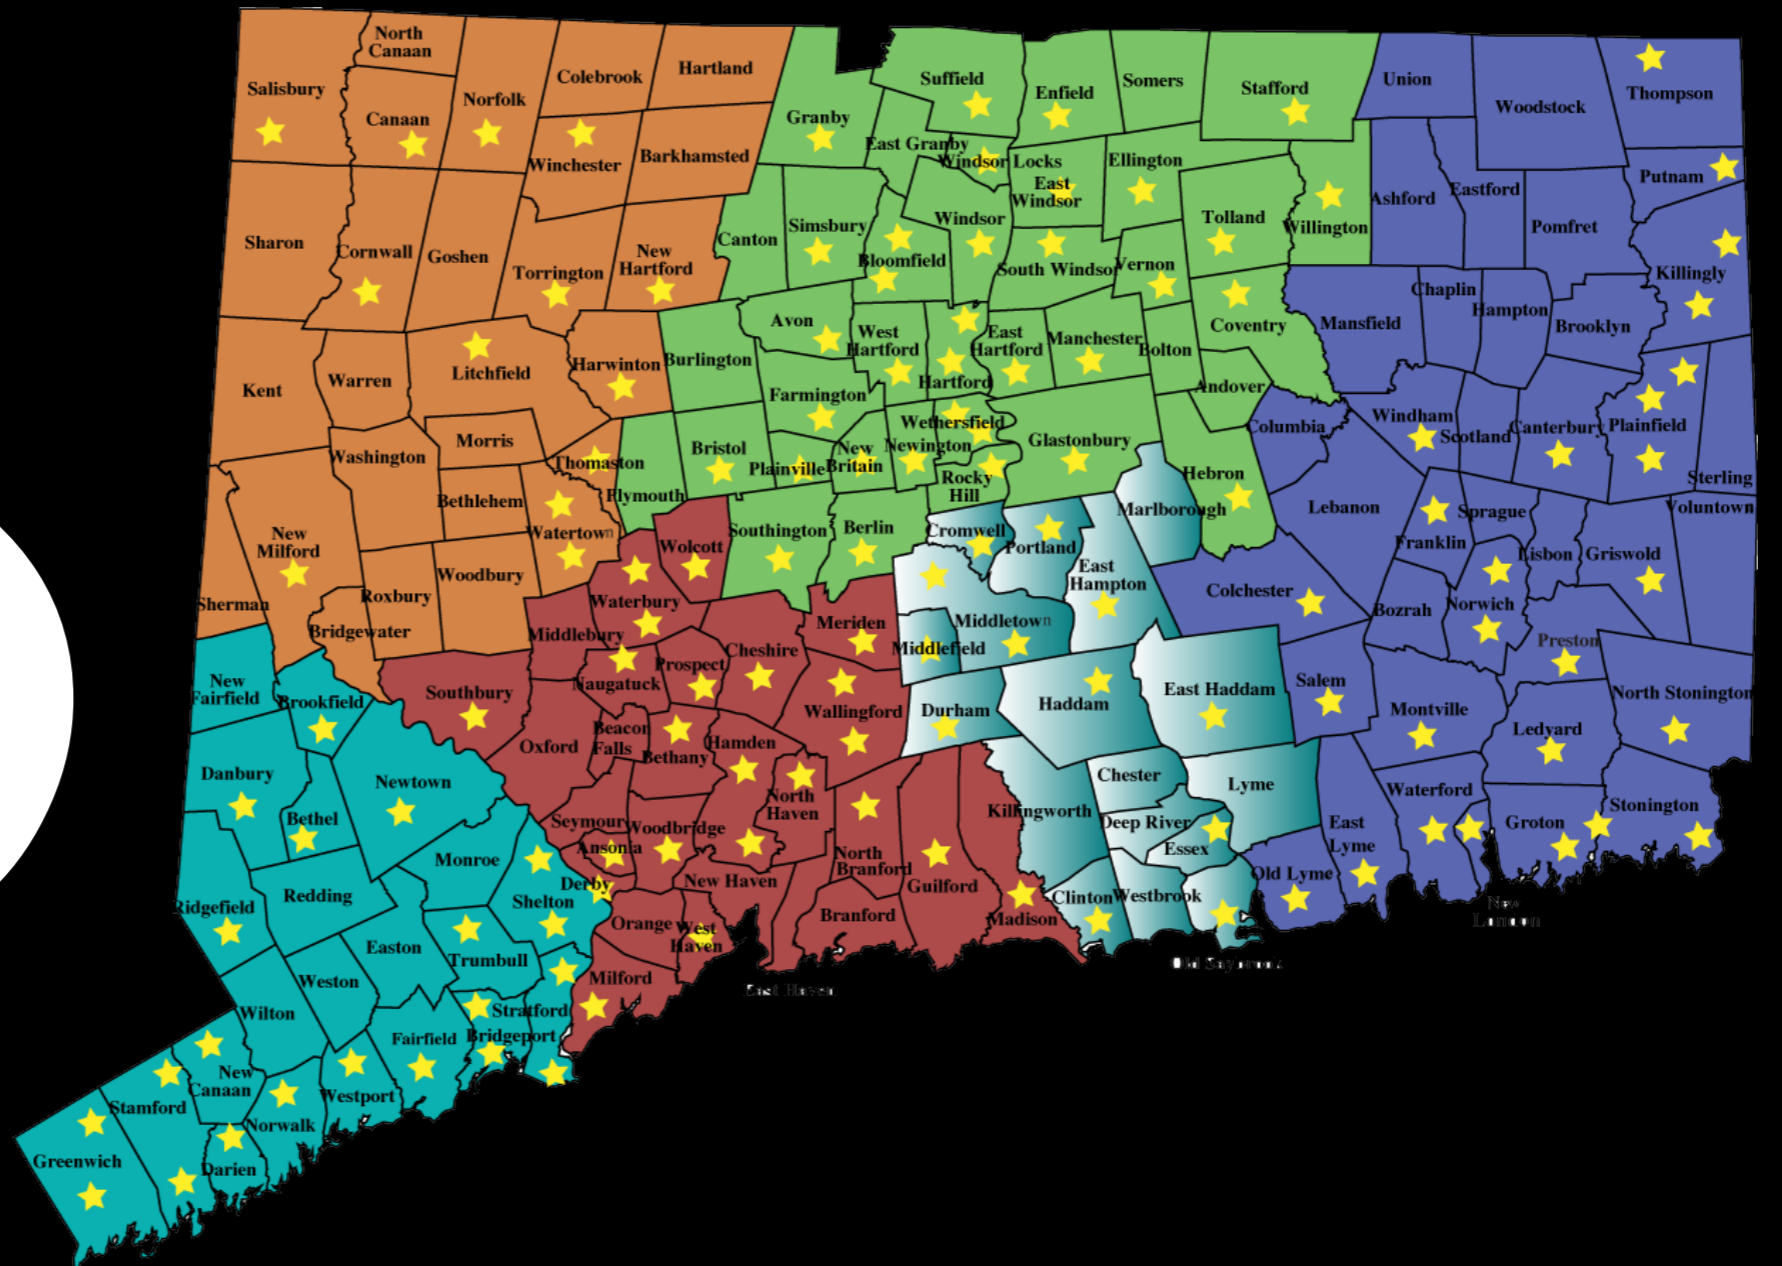 North
Canaan
Salisbury
Canaan
Norfolk
Colebrook
Hartland
Winchester
Barkhamsted
Sharon
Cornwall
Goshen
Torrington
New
Hartford
Kent
Warren
Litchfield
Harwinton
Washington
Morris
Thomaston
Bethlehem
Watertown
New
Milford
Woodbury
Roxbury
Sherman
Bridgewater
Granby
Suffield
East Granby
Windsor Locks
Enfield
Somers
Stafford
East
Windsor
Ellington
Tolland
Willington
Canton
Simsbury
Bloomfield
Windsor
South Windsor
Vernon
Coventry
Burlington
Avon
West
Hartford
Hartford
East
Hartford
Manchester
Bolton
Andover
Farmington
Bristol
Plainville
New
Britain
Newington
Wethersfield
Rocky
Hill
Glastonbury
Hebron
Plymouth
Southington
Berlin
Marlborough
Union
Woodstock
Thompson
Ashford
Eastford
Pomfret
Putnam
Killingly
Mansfield
Chaplin
Hampton
Brooklyn
Columbia
Windham
Scotland
Canterbury
Plainfield
Sterling
Lebanon
Franklin
Sprague
Lisbon
Griswold
Voluntown
Colchester
Bozrah
Norwich
Preston
Salem
Montville
Ledyard
North Stonington
Waterford
East
Lyme
Old Lyme
Groton
Stonington
New
London
Cromwell
Portland
East
Hampton
Middletown
Middlefield
Durham
Haddam
East Haddam
Killingworth
Chester
Deep River
Essex
Lyme
Clinton
Westbrook
Old Saybrook
Wolcott
Waterbury
Middlebury
Naugatuck
Prospect
Cheshire
Meriden
Southbury
Oxford
Beacon
Falls
Bethany
Hamden
Wallingford
North
Haven
Seymour
Woodbridge
Ansonia
Derby
New Haven
North
Branford
Guilford
Madison
Branford
Orange
West
Haven
Milford
East Haven
New
Fairfield
Brookfield
Danbury
Bethel
Newtown
Ridgefield
Redding
Monroe
Shelton
Easton
Trumbull
Weston
Wilton
Stratford
Bridgeport
Fairfield
Westport
Norwalk
New
Canaan
Darien
Stamford
Greenwich